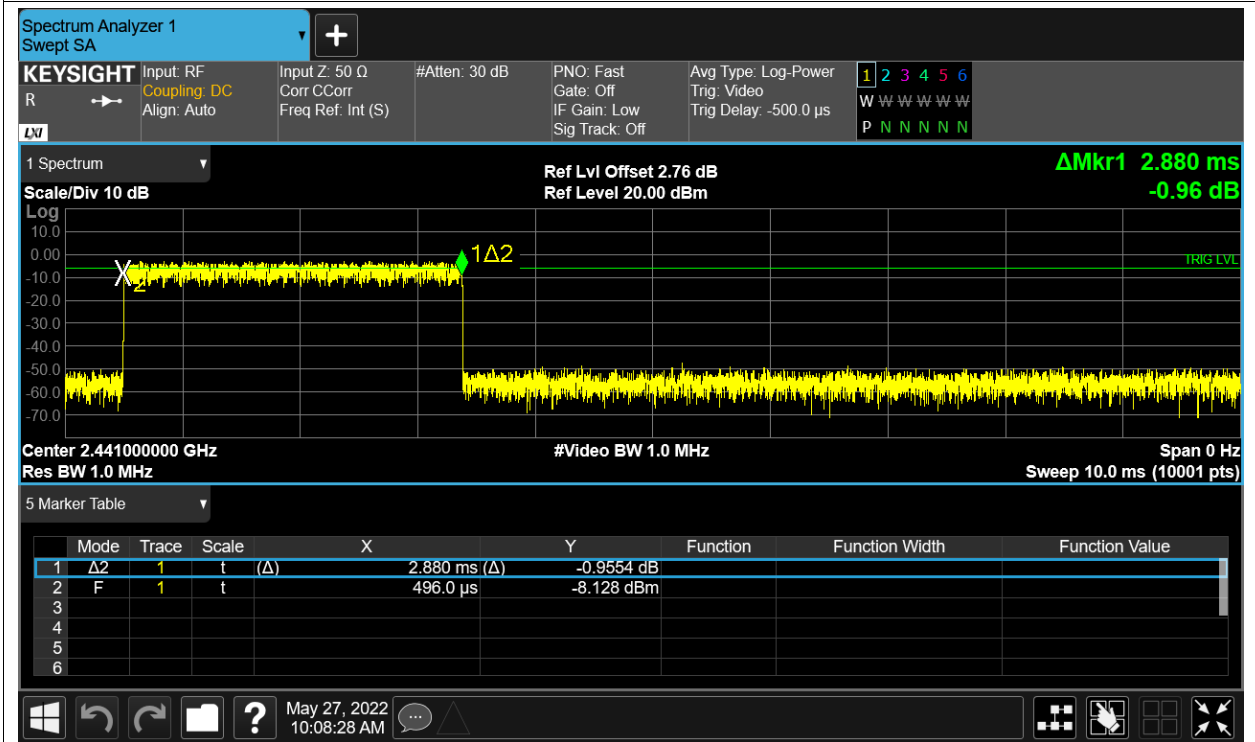 Spectrum Analyzer 1
Swept SA
+
KEYSIGHT Input: RF Input Z: 50 Ω #Atten: 30 dB PNO: Fast Avg Type: Log-Power 1 2 3 4 5 6
R Coupling: DC Corr CCorr Gate: Off Trig: Video W W W W W W
Align: Auto Freq Ref: Int (S) IF Gain: Low Trig Delay: -500.0 µs
LXI Sig Track: Off P N N N N N
1 Spectrum Ref Lvl Offset 2.76 dB ΔMkr1 2.880 ms
Scale/Div 10 dB Ref Level 20.00 dBm -0.96 dB
Log
10.0
0.00 1Δ2
TRIG LVL
-10.0 X 2
-20.0
-30.0
-40.0
-50.0
-60.0
-70.0
Center 2.441000000 GHz #Video BW 1.0 MHz Span 0 Hz
Res BW 1.0 MHz Sweep 10.0 ms (10001 pts)
5 Marker Table
Mode Trace Scale X Y Function Function Width Function Value
1 Δ2 1 t (Δ) 2.880 ms (Δ) -0.9554 dB
2 F 1 t 496.0 µs -8.128 dBm
3
4
5
6
? May 27, 2022
10:08:28 AM